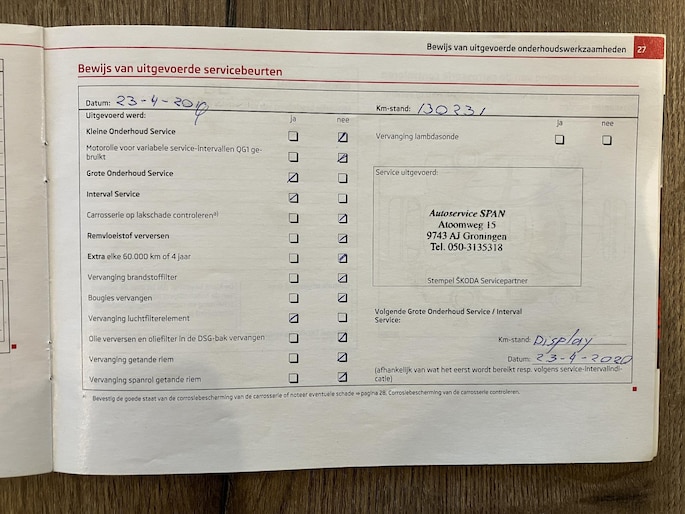 Bewijs van uitgevoerde onderhoudswerkzaamheden 27
Bewijs van uitgevoerde servicebeurten
Datum: 23-4-2019
Uitgevoerd werd: ja nee
Kleine Onderhoud Service
Motorolie voor variabele service-intervallen QG1 ge-
bruikt
Grote Onderhoud Service
Interval Service
Carrosserie op lakschade controlerenᵃ⁾
Remvloeistof verversen
Extra elke 60.000 km of 4 jaar
Vervanging brandstoffilter
Bougies vervangen
Vervanging luchtfilterelement
Olie verversen en oliefilter in de DSG-bak vervangen
Vervanging getande riem
Vervanging spanrol getande riem
Km-stand: 130231
ja nee
Vervanging lambdasonde
Service uitgevoerd:
Autoservice SPAN
Atoomweg 15
9743 AJ Groningen
Tel. 050-3135318
Stempel ŠKODA Servicepartner
Volgende Grote Onderhoud Service / Interval
Service:
Km-stand: Display
Datum: 23-4-2020
(afhankelijk van wat het eerst wordt bereikt resp. volgens service-intervalindi-
catie)
ᵃ⁾ Bevestig de goede staat van de corrosiebescherming van de carrosserie of noteer eventuele schade ⇒ pagina 28, Corrosiebescherming van de carrosserie controleren.